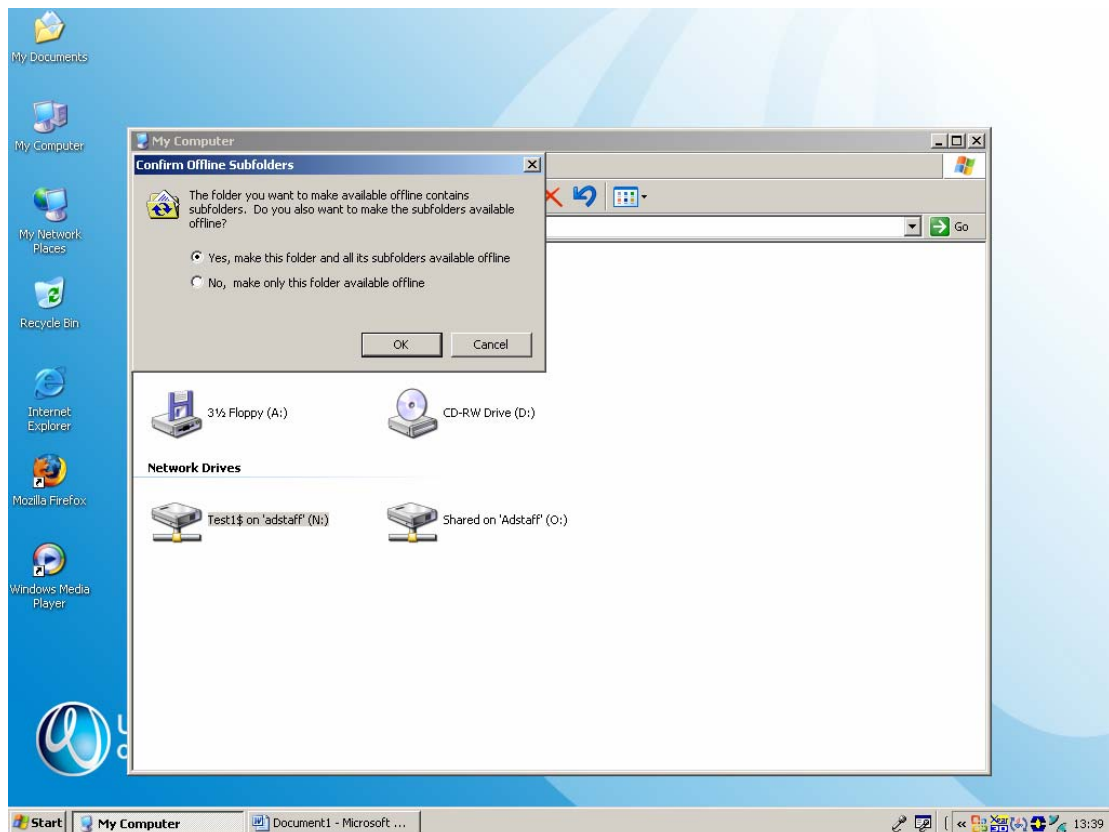 My Documents
My Computer
My Network
Places
Recycle Bin
Internet
Explorer
Mozilla Firefox
Windows Media
Player
My Computer
Confirm Offline Subfolders
The folder you want to make available offline contains
subfolders. Do you also want to make the subfolders available
offline?
Yes, make this folder and all its subfolders available offline
No, make only this folder available offline
OK
Cancel
Go
3½ Floppy (A:)
CD-RW Drive (D:)
Network Drives
Test1$ on 'adstaff' (N:)
Shared on 'Adstaff' (O:)
Start
My Computer
Document1 - Microsoft ...
13:39